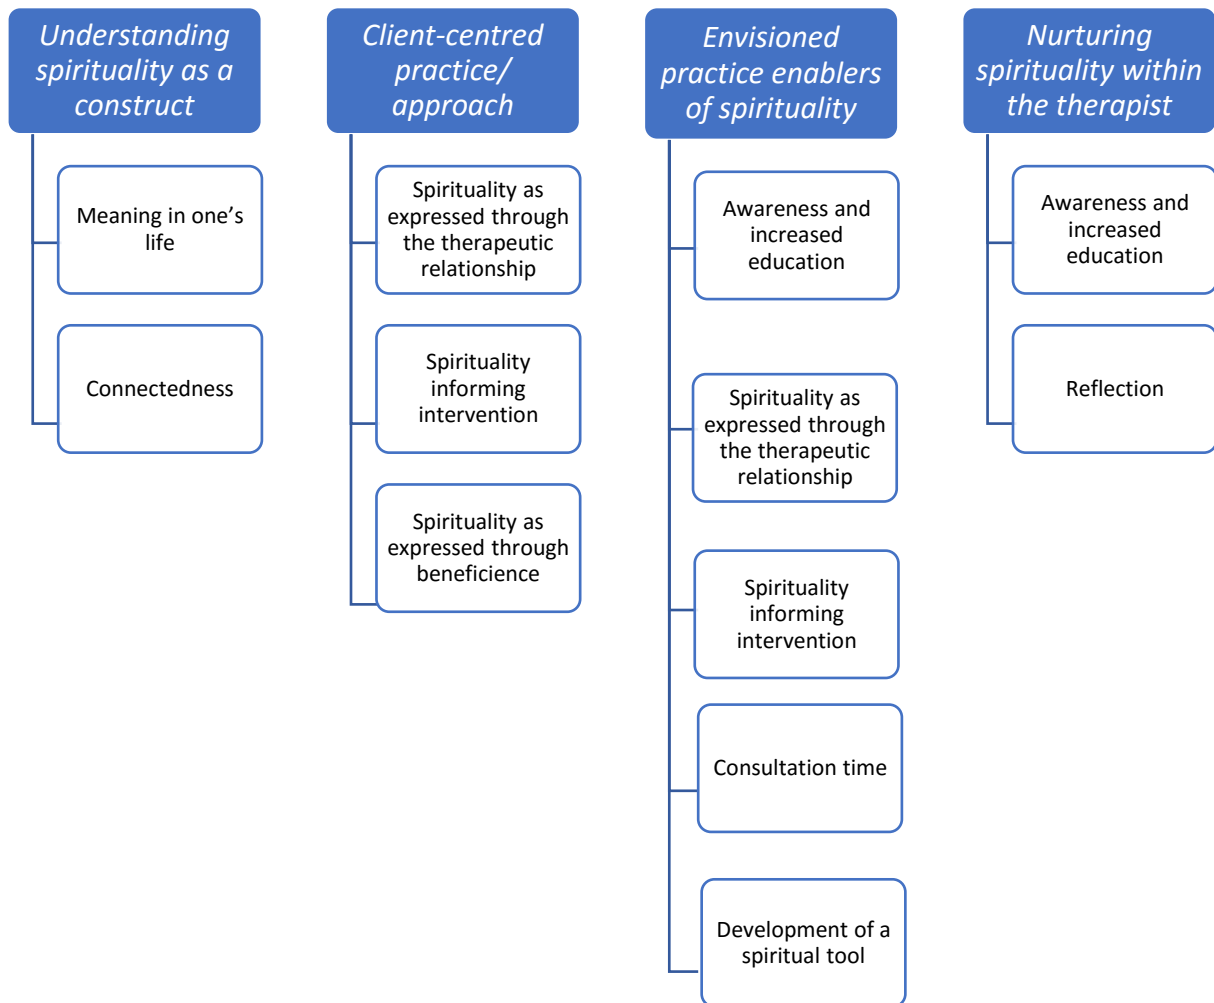 Understanding
spirituality as a
construct
Meaning in one’s
life
Connectedness
Client-centred
practice/
approach
Spirituality as
expressed through
the therapeutic
relationship
Spirituality
informing
intervention
Spirituality as
expressed through
beneficience
Envisioned
practice enablers
of spirituality
Awareness and
increased
education
Spirituality as
expressed through
the therapeutic
relationship
Spirituality
informing
intervention
Consultation time
Development of a
spiritual tool
Nurturing
spirituality within
the therapist
Awareness and
increased
education
Reflection